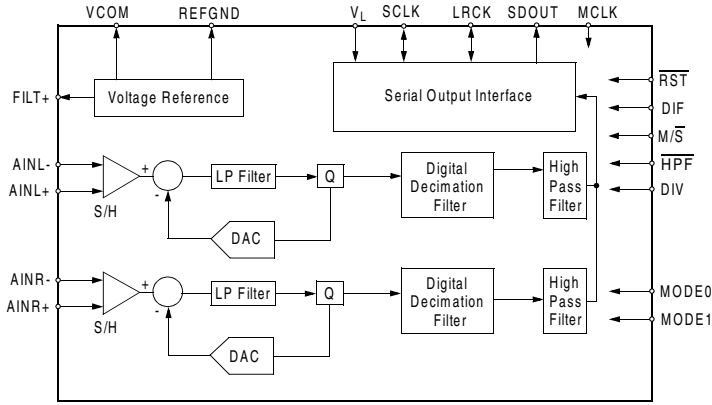 VCOM
REFGND
VL
SCLK
LRCK
SDOUT
MCLK
FILT+
Voltage Reference
Serial Output Interface
RST
DIF
M/S
HPF
DIV
AINL-
AINL+
S/H
+
-
LP Filter
Q
DAC
Digital
Decimation
Filter
High
Pass
Filter
AINR-
AINR+
S/H
+
-
LP Filter
Q
DAC
Digital
Decimation
Filter
High
Pass
Filter
MODE0
MODE1